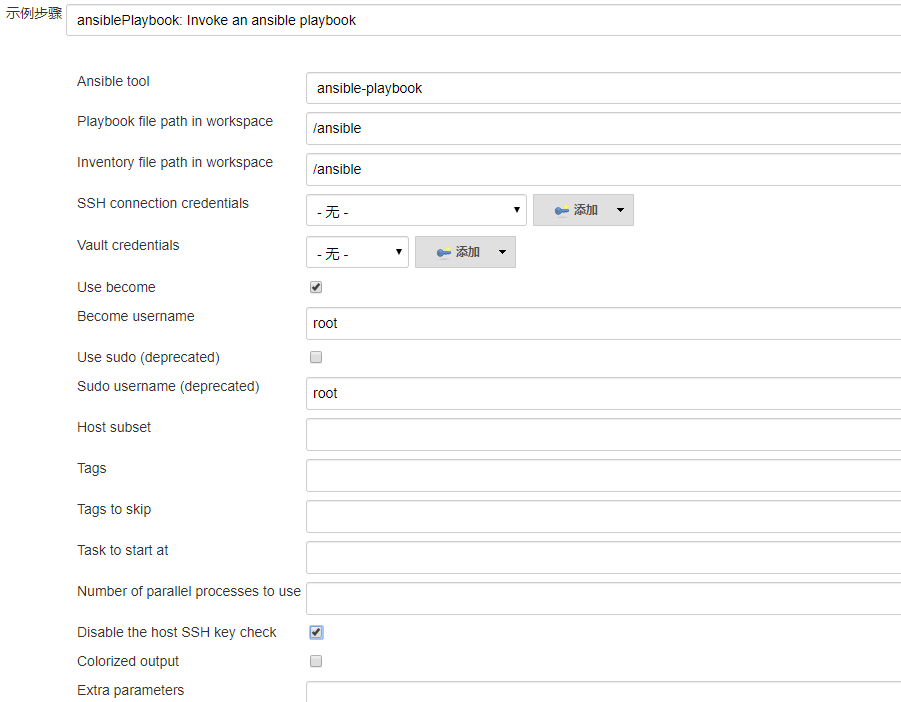 示例步骤 ansiblePlaybook: Invoke an ansible playbook
Ansible tool ansible-playbook
Playbook file path in workspace /ansible
Inventory file path in workspace /ansible
SSH connection credentials - 无 - 添加
Vault credentials - 无 - 添加
Use become
Become username root
Use sudo (deprecated)
Sudo username (deprecated) root
Host subset
Tags
Tags to skip
Task to start at
Number of parallel processes to use
Disable the host SSH key check
Colorized output
Extra parameters